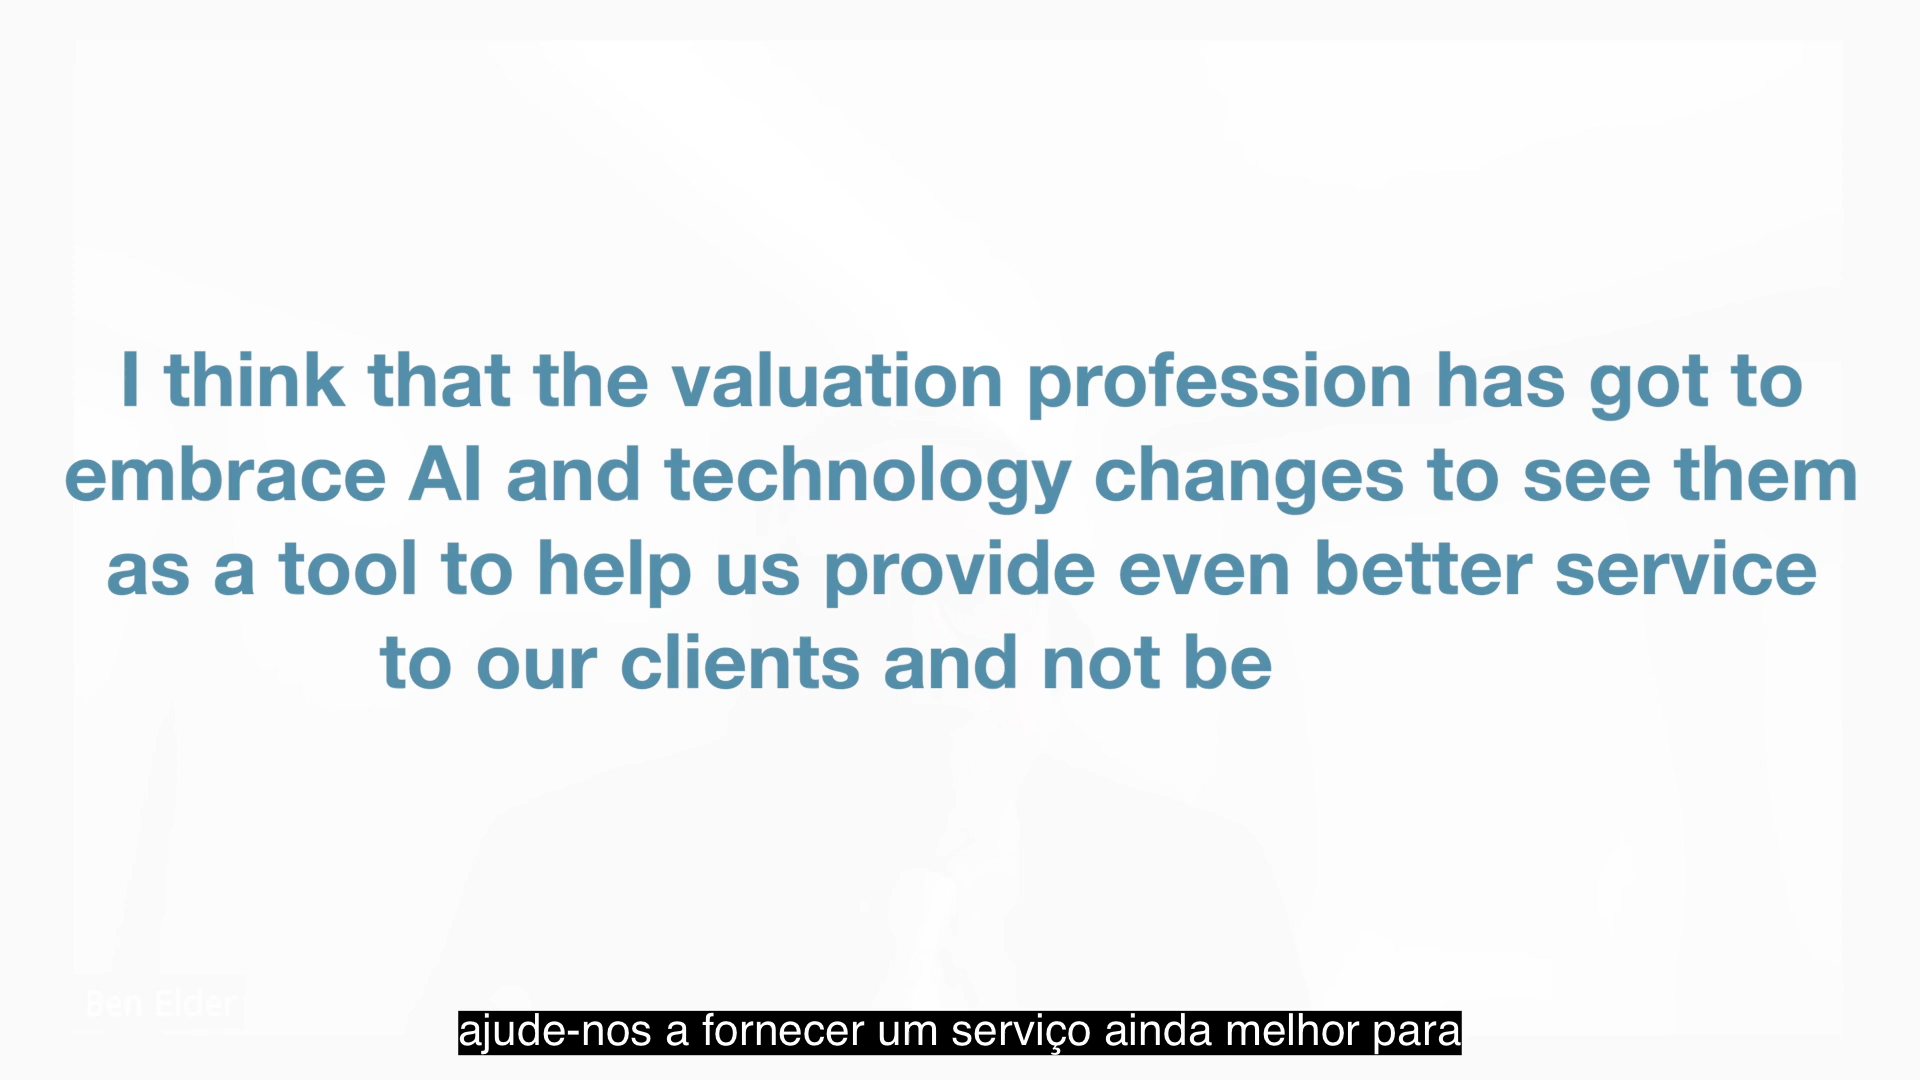 I think that the valuation profession has got to
embrace AI and technology changes to see them
as a tool to help us provide even better service
to our clients and not be
Ben Elder
ajude-nos a fornecer um serviço ainda melhor para